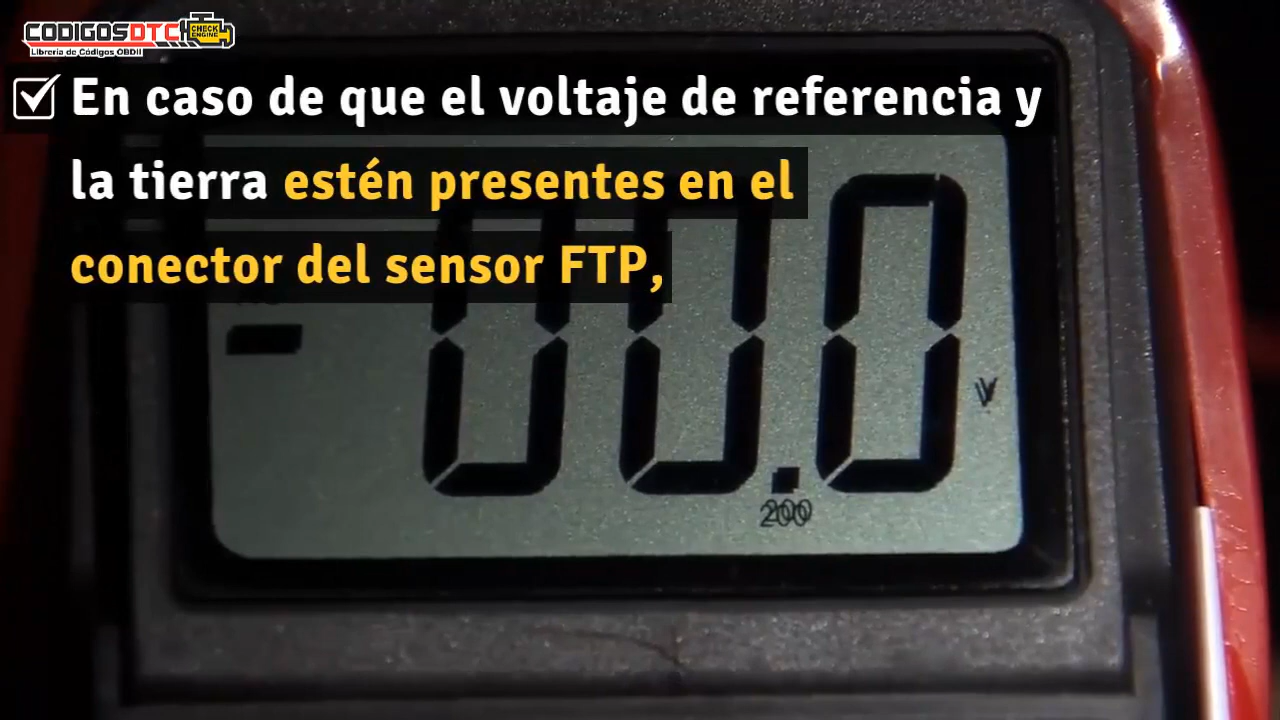 CODIGOSDTC
CHECK
ENGINE
Librería de Códigos OBDII
En caso de que el voltaje de referencia y
la tierra estén presentes en el
conector del sensor FTP,
- 00.0
V
200